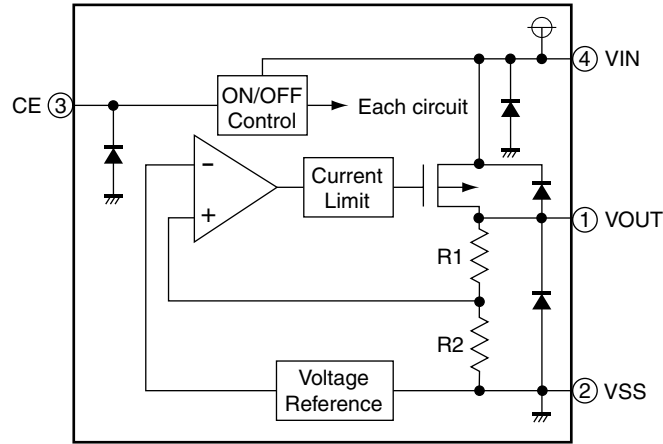 ④ VIN
CE ③
ON/OFF
Control
Each circuit
−
+
Current
Limit
① VOUT
R1
R2
Voltage
Reference
② VSS